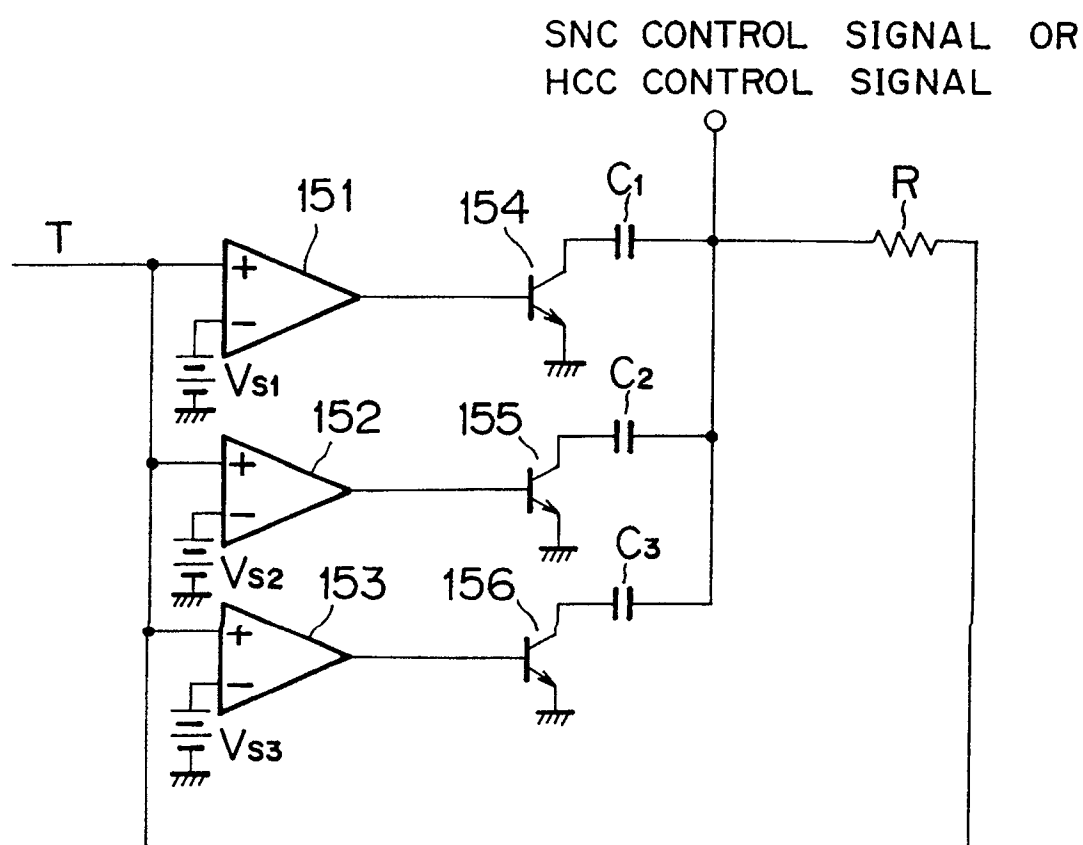 SNC CONTROL SIGNAL OR
HCC CONTROL SIGNAL
151
154
C1
R
T
+
−
VS1
152
155
C2
+
−
VS2
153
156
C3
+
−
VS3